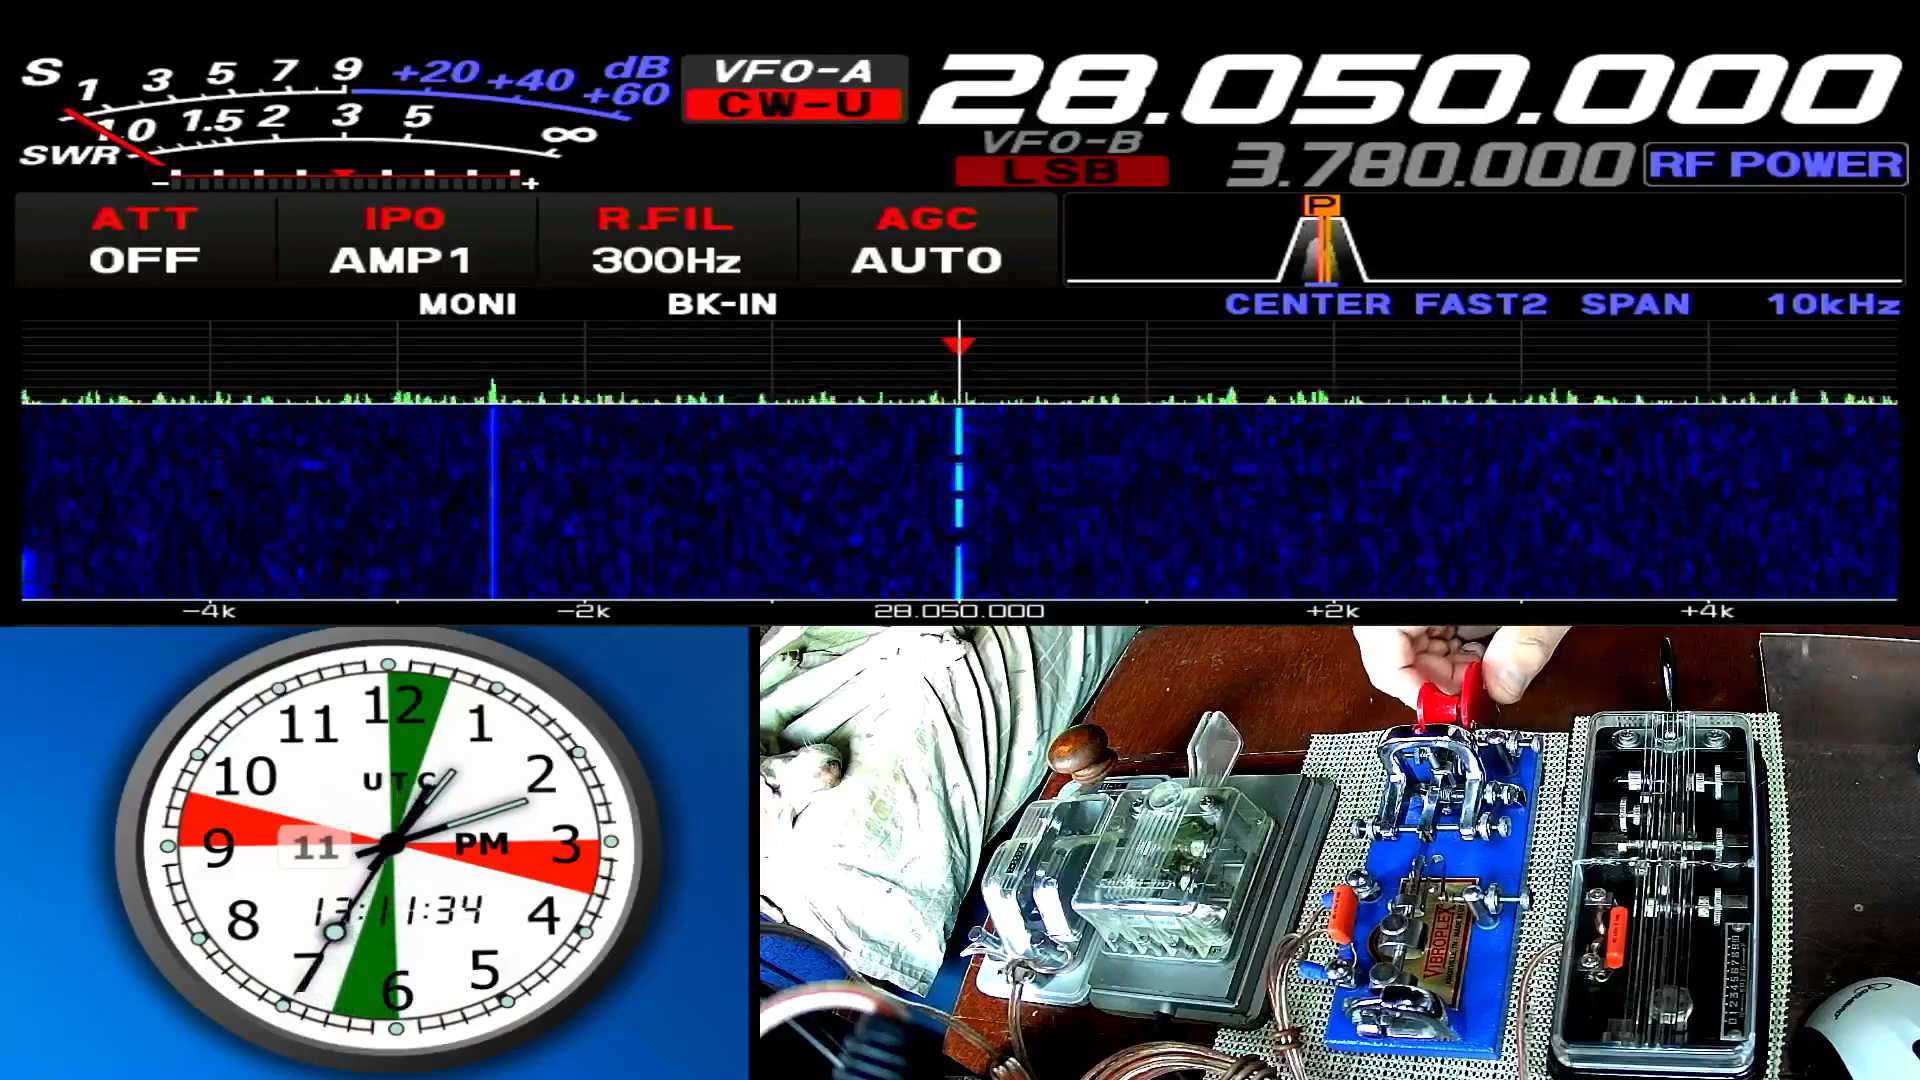 S 1 3 5 7 9 +20 +40 +60 dB
1.0 1.5 2 3 5 ∞
SWR
- +
VFO-A
CW-U
28.050.000
VFO-B
LSB
3.780.000
RF POWER
ATT
OFF
IPO
AMP1
R.FIL
300Hz
AGC
AUTO
P
MONI BK-IN
CENTER FAST2 SPAN 10kHz
-4k -2k 28.050.000 +2k +4k
12
11 1
10 UTC 2
9 11 PM 3
13:11:34
8 4
7 5
6
VIBROPLEX